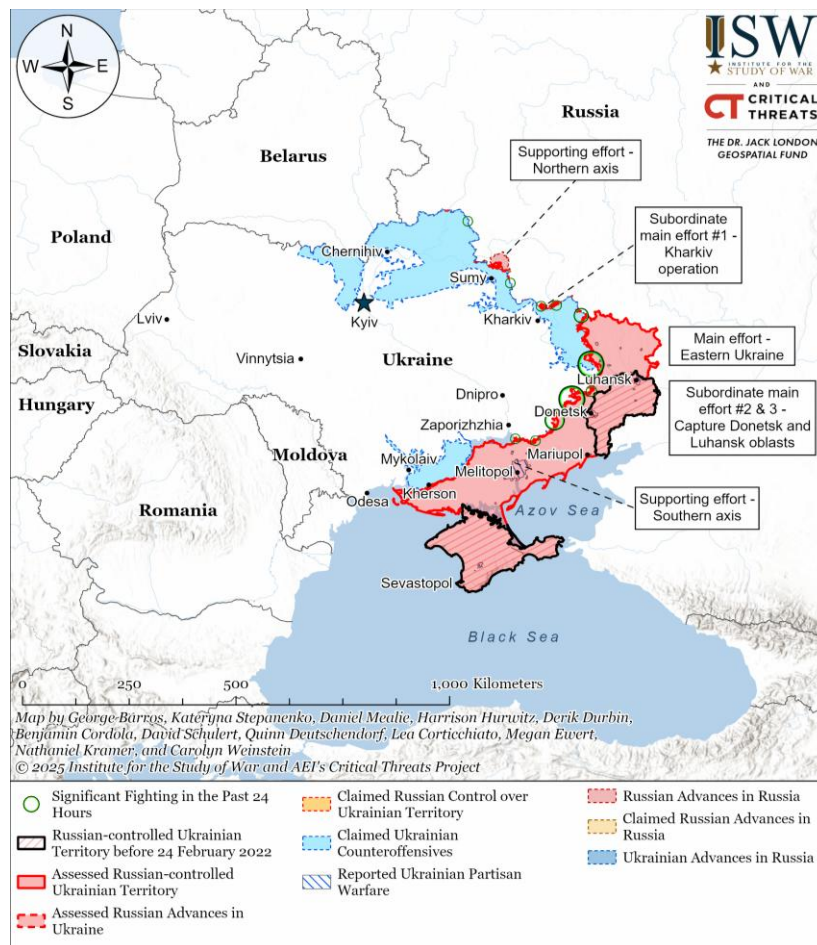 N
W
E
S
ISW
INSTITUTE FOR THE
STUDY OF WAR
AND
CT CRITICAL
THREATS
THE DR. JACK LONDON
GEOSPATIAL FUND
Russia
Supporting effort -
Northern axis
Belarus
Subordinate
main effort #1 -
Kharkiv
operation
Poland
Chernihiv
Sumy
Kyiv
Kharkiv
Lviv
Main effort -
Eastern Ukraine
Slovakia
Vinnytsia
Ukraine
Luhansk
Hungary
Dnipro
Donetsk
Subordinate main
effort #2 & 3 -
Capture Donetsk and
Luhansk oblasts
Zaporizhzhia
Moldova
Mykolaiv
Mariupol
Melitopol
Kherson
Odesa
Romania
Azov Sea
Supporting effort -
Southern axis
Sevastopol
Black Sea
0 250 500 1,000 Kilometers
Map by George Barros, Kateryna Stepanenko, Daniel Mealie, Harrison Hurwitz, Derik Durbin,
Benjamin Cordola, David Schulert, Quinn Deutschendorf, Lea Corticchiato, Megan Ewert,
Nathaniel Kramer, and Carolyn Weinstein
© 2025 Institute for the Study of War and AEI's Critical Threats Project
Significant Fighting in the Past 24
Hours
Russian-controlled Ukrainian
Territory before 24 February 2022
Assessed Russian-controlled
Ukrainian Territory
Assessed Russian Advances in
Ukraine
Claimed Russian Control over
Ukrainian Territory
Claimed Ukrainian
Counteroffensives
Reported Ukrainian Partisan
Warfare
Russian Advances in Russia
Claimed Russian Advances in
Russia
Ukrainian Advances in Russia